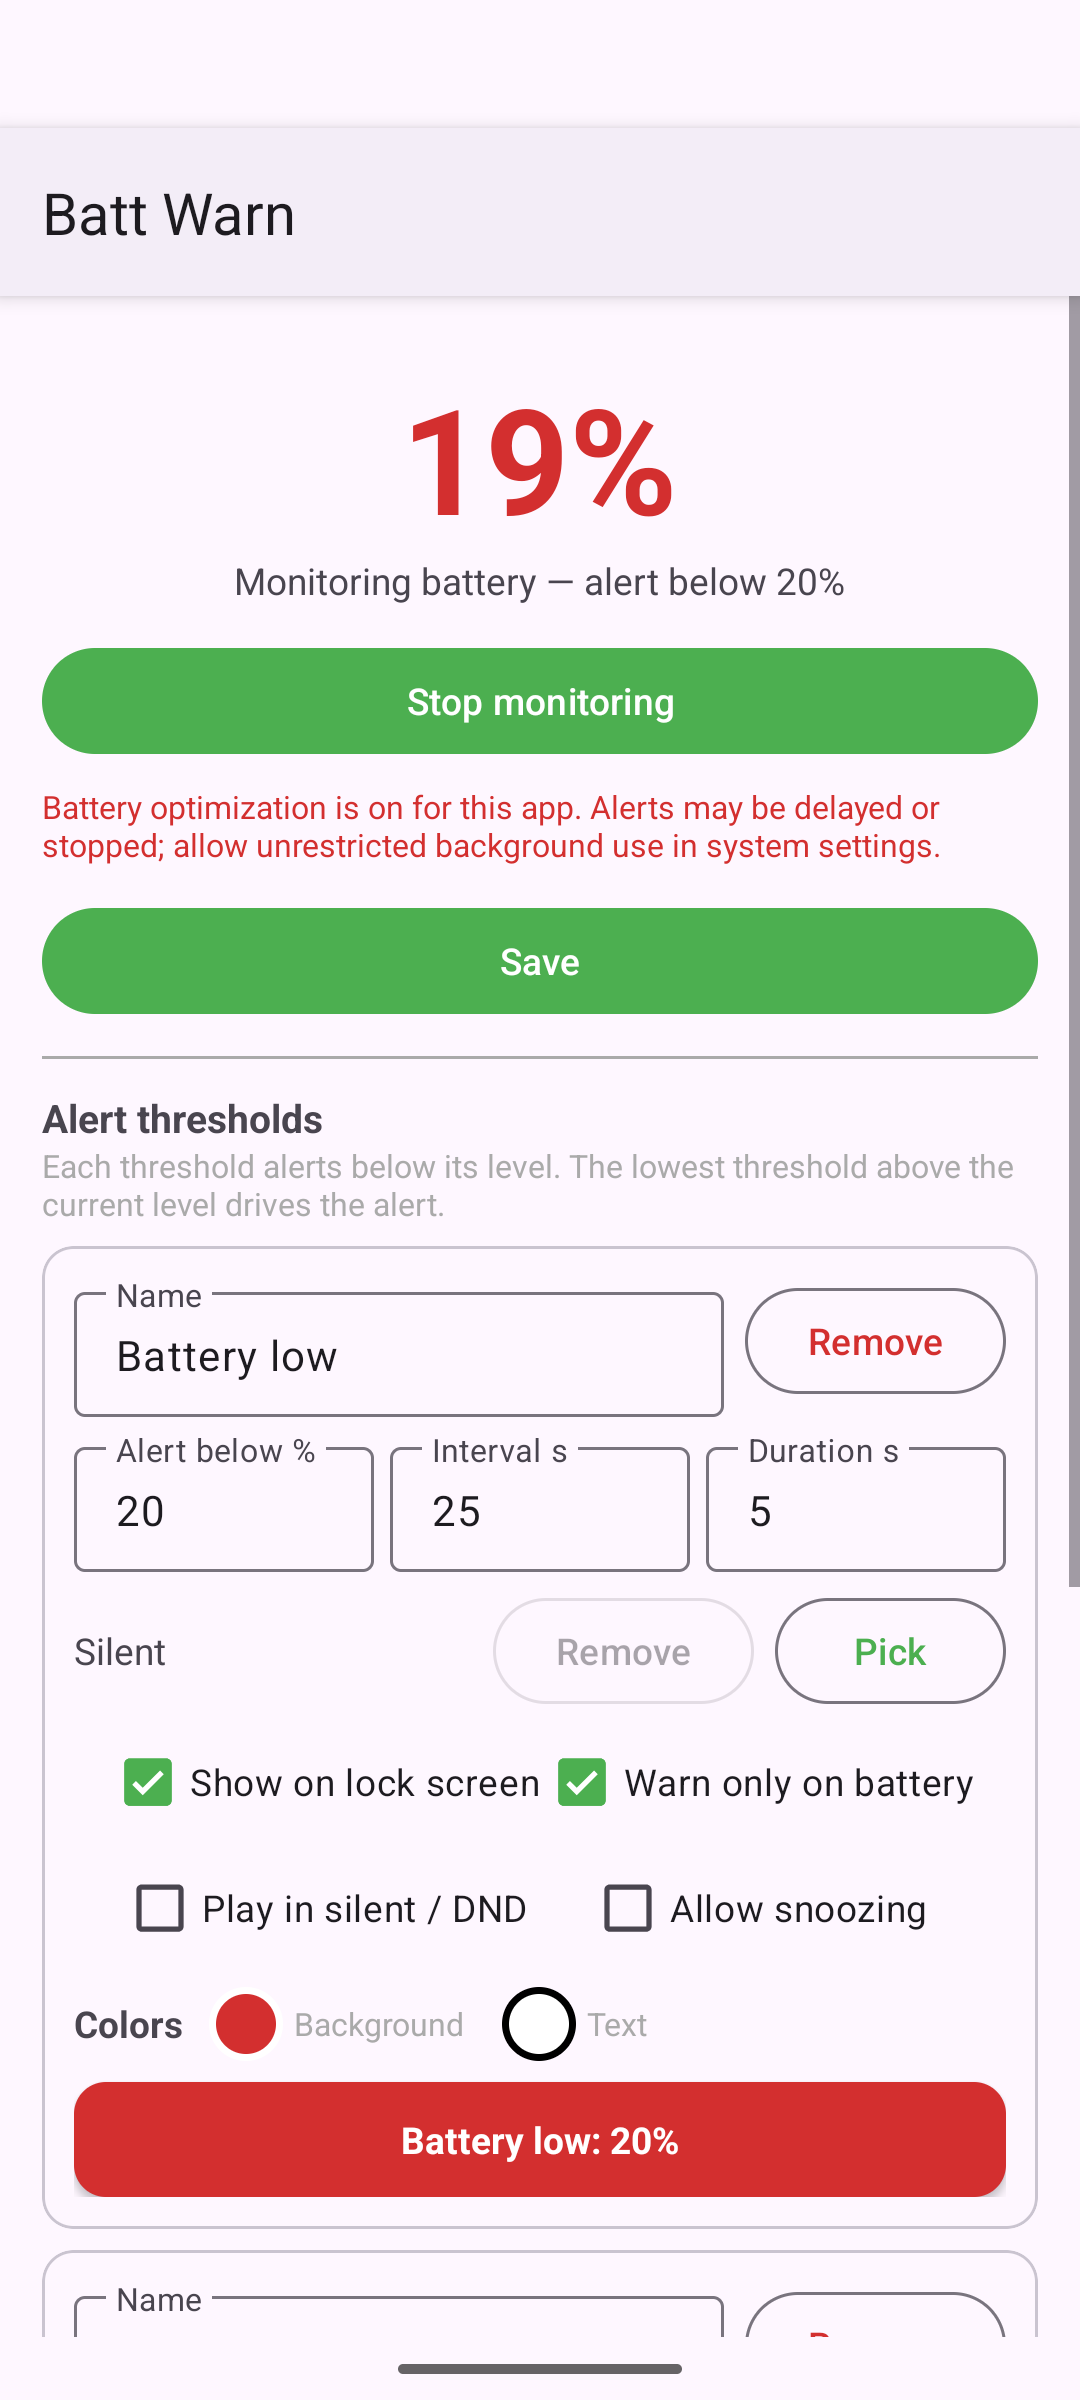 Batt Warn
19%
Monitoring battery — alert below 20%
Stop monitoring
Battery optimization is on for this app. Alerts may be delayed or
stopped; allow unrestricted background use in system settings.
Save
Alert thresholds
Each threshold alerts below its level. The lowest threshold above the
current level drives the alert.
Name
Battery low
Remove
Alert below % Interval s Duration s
20 25 5
Silent Remove Pick
Show on lock screen Warn only on battery
Play in silent / DND Allow snoozing
Colors Background Text
Battery low: 20%
Name